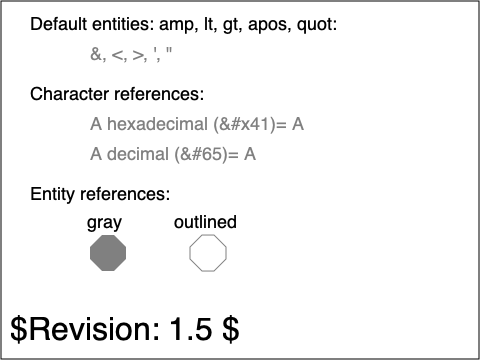 Default entities: amp, lt, gt, apos, quot:
&, <, >, ', "
Character references:
A hexadecimal (&#x41)= A
A decimal (&#65)= A
Entity references:
gray outlined
$Revision: 1.5 $